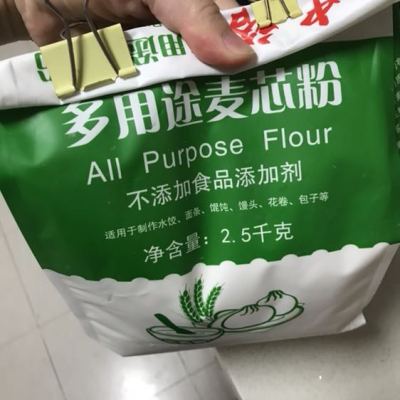 多用途麦芯粉
All Purpose Flour
不添加食品添加剂
适用于制作水饺、面条、馄饨、馒头、花卷、包子等
净含量：2.5千克